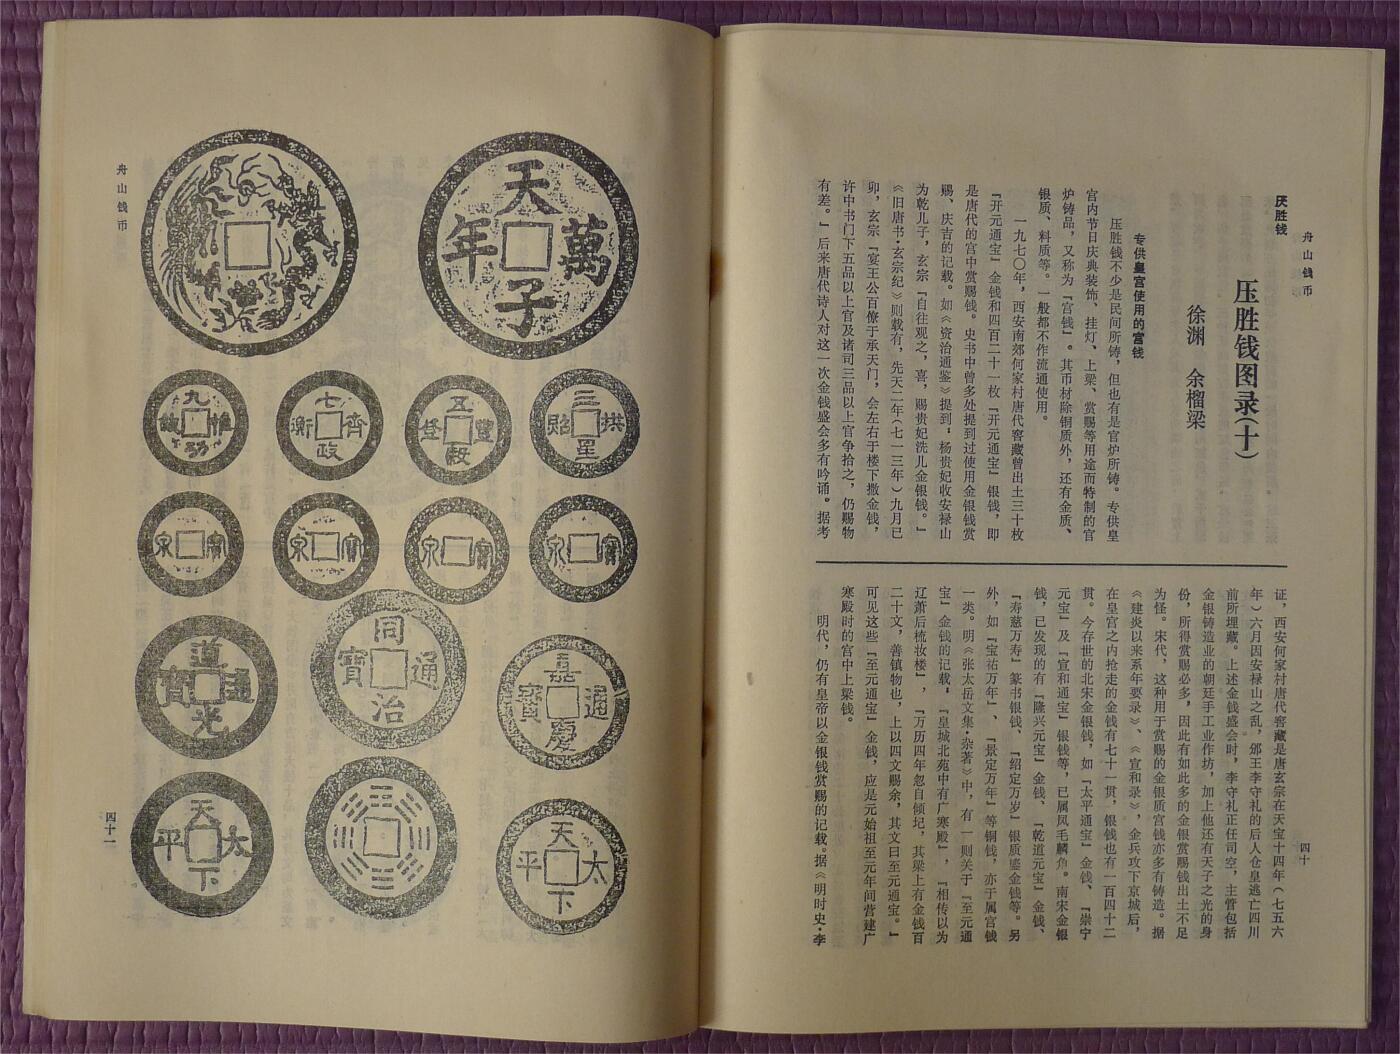 舟山钱币
厌胜钱
压胜钱图录(十)
徐渊 余榴梁
专供皇宫使用的宫钱
压胜钱不少是民间所铸，但也有是官炉所铸。专供皇
宫内节日庆典装饰、挂灯、上梁、赏赐等用途而特制的官
炉铸品，又称为『宫钱』。其币材除铜质外，还有金质、
银质、料质等。一般都不作流通使用。
一九七〇年，西安南郊何家村唐代窖藏曾出土三十枚
『开元通宝』金钱和四百二十一枚『开元通宝』银钱，即
是唐代的宫中赏赐钱。史书中曾多处提到过使用金银钱赏
赐、庆吉的记载。如《资治通鉴》提到，杨贵妃收安禄山
为乾儿子，玄宗『自往观之，喜，赐贵妃洗儿金银钱。』
《旧唐书·玄宗纪》则载有，先天二年（七一三年）九月己
卯，玄宗『宴王公百僚于承天门，会左右于楼下撒金钱，
许中书门下五品以上官及诸司三品以上官争拾之，仍赐物
有差。』后来唐代诗人对这一次金钱盛会多有吟诵。据考
证，西安何家村唐代窖藏是唐玄宗在天宝十四年（七五六
年）六月因安禄山之乱，邠王李守礼的后人仓皇逃亡四川
前所埋藏。上述金钱盛会时，李守礼正任司空，主管包括
金银铸造业的朝廷手工业作坊，加上他还有天子之光的身
份，所得赏赐必多，因此有如此多的金银赏赐钱出土不足
为怪。宋代，这种用于赏赐的金银质宫钱亦多有铸造。据
《建炎以来系年要录》、《宣和录》，金兵攻下京城后，
在皇宫之内抢走的金钱有七十一贯，银钱也有一百四十二
贯。今存世的北宋金银钱，如『太平通宝』金钱、『崇宁
元宝』及『宣和通宝』银钱等，已属凤毛麟角。南宋金银
钱，已发现的有『隆兴元宝』金钱、『乾道元宝』金钱、
『寿慈万寿』篆书银钱、『绍定万岁』银质鎏金钱等。另
外，如『宝祐万年』、『景定万年』等铜钱，亦于属宫钱
一类。明《张太岳文集·杂著》中，有一则关于『至元通
宝』金钱的记载，『皇城北苑中有广寒殿』，『相传以为
辽萧后梳妆楼』，『万历四年忽自倾圮，其梁上有金钱百
二十文，善镇物也，上以四文赐余，其文曰至元通宝。』
可见这些『至元通宝』金钱，应是元始祖至元年间营建广
寒殿时的宫中上梁钱。
明代，仍有皇帝以金银钱赏赐的记载。据《明时史·李
四十
舟山钱币
天子萬年
三星拱照
五穀豐登
七政齊衡
九功惟叙
寶泉
寶泉
寶泉
寶泉
嘉慶通寶
同治通寶
道光通寶
天下太平
天下太平
四十一